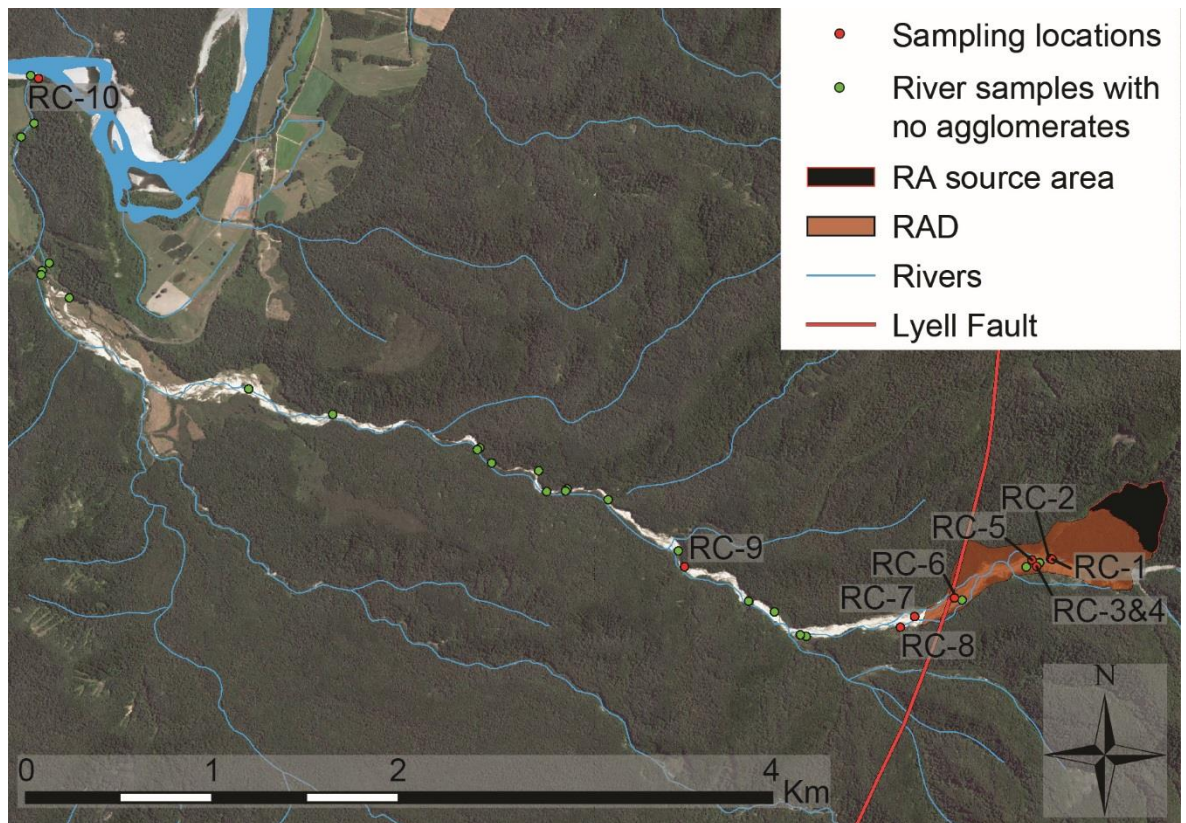 Sampling locations
River samples with
no agglomerates
RA source area
RAD
Rivers
Lyell Fault
RC-10
RC-9
RC-2
RC-5
RC-1
RC-6
RC-3&4
RC-7
RC-8
N
0 1 2 4
Km